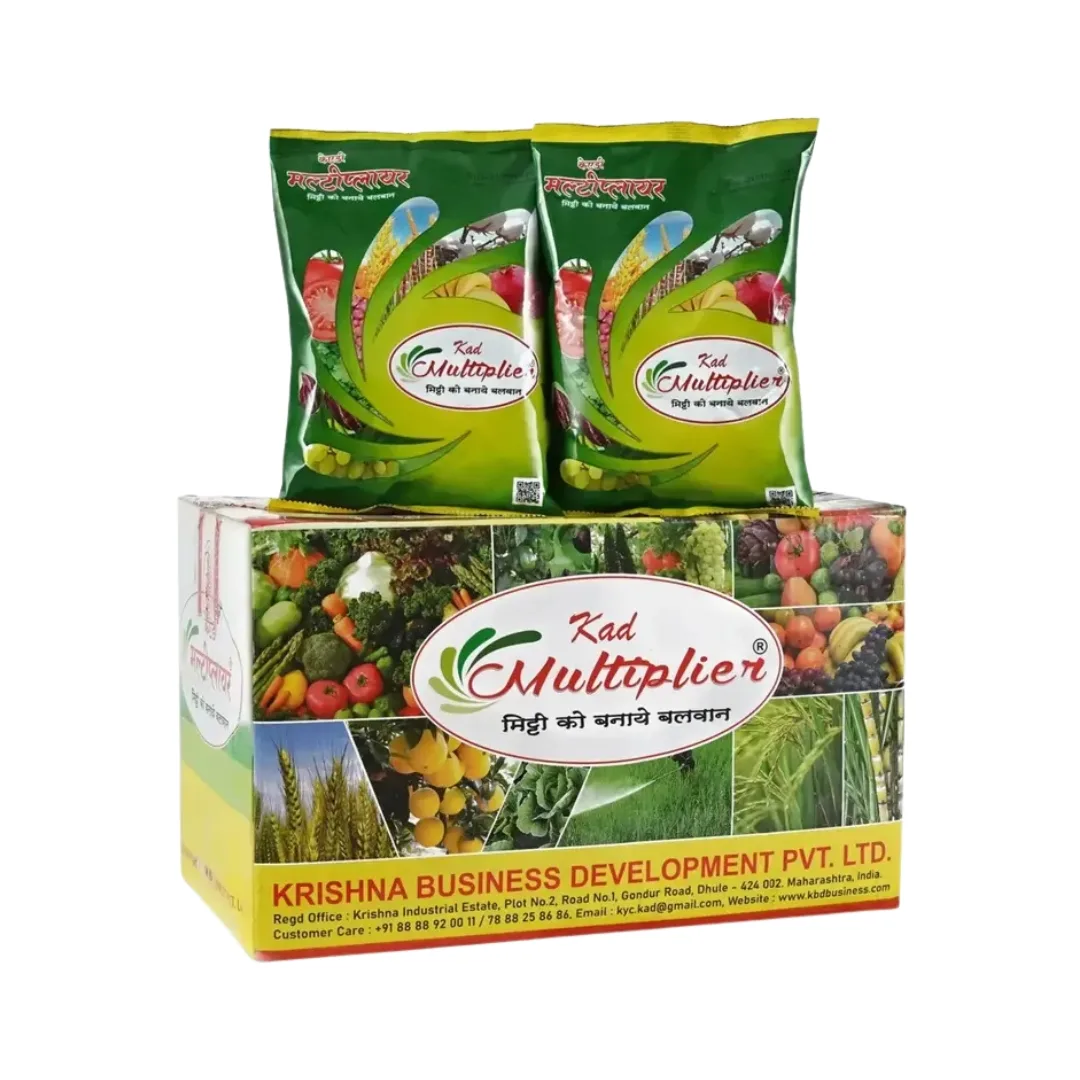 केएडी
मल्टीप्लायर
मिट्टी को बनाये बलवान
Kad
Multiplier
मिट्टी को बनाये बलवान
मल्टीप्लायर
मिट्टी को बनाये बलवान
Kad
Multiplier®
मिट्टी को बनाये बलवान
मल्टीप्लायर
Kad
Multiplier®
मिट्टी को बनाये बलवान
KRISHNA BUSINESS DEVELOPMENT PVT. LTD.
Regd Office : Krishna Industrial Estate, Plot No.2, Road No.1, Gondur Road, Dhule - 424 002. Maharashtra, India.
Customer Care : +91 88 88 92 00 11 / 78 88 25 86 86, Email : kyc.kad@gmail.com, Website : www.kbdbusiness.com